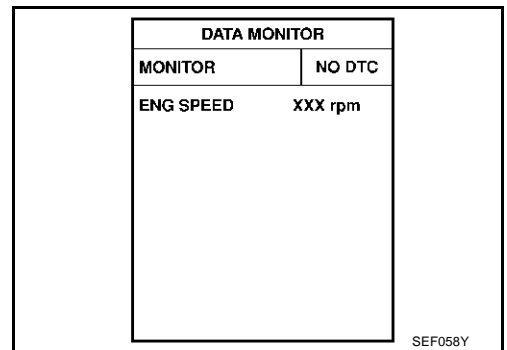 DATA MONITOR
MONITOR NO DTC
ENG SPEED XXX rpm
SEF058Y